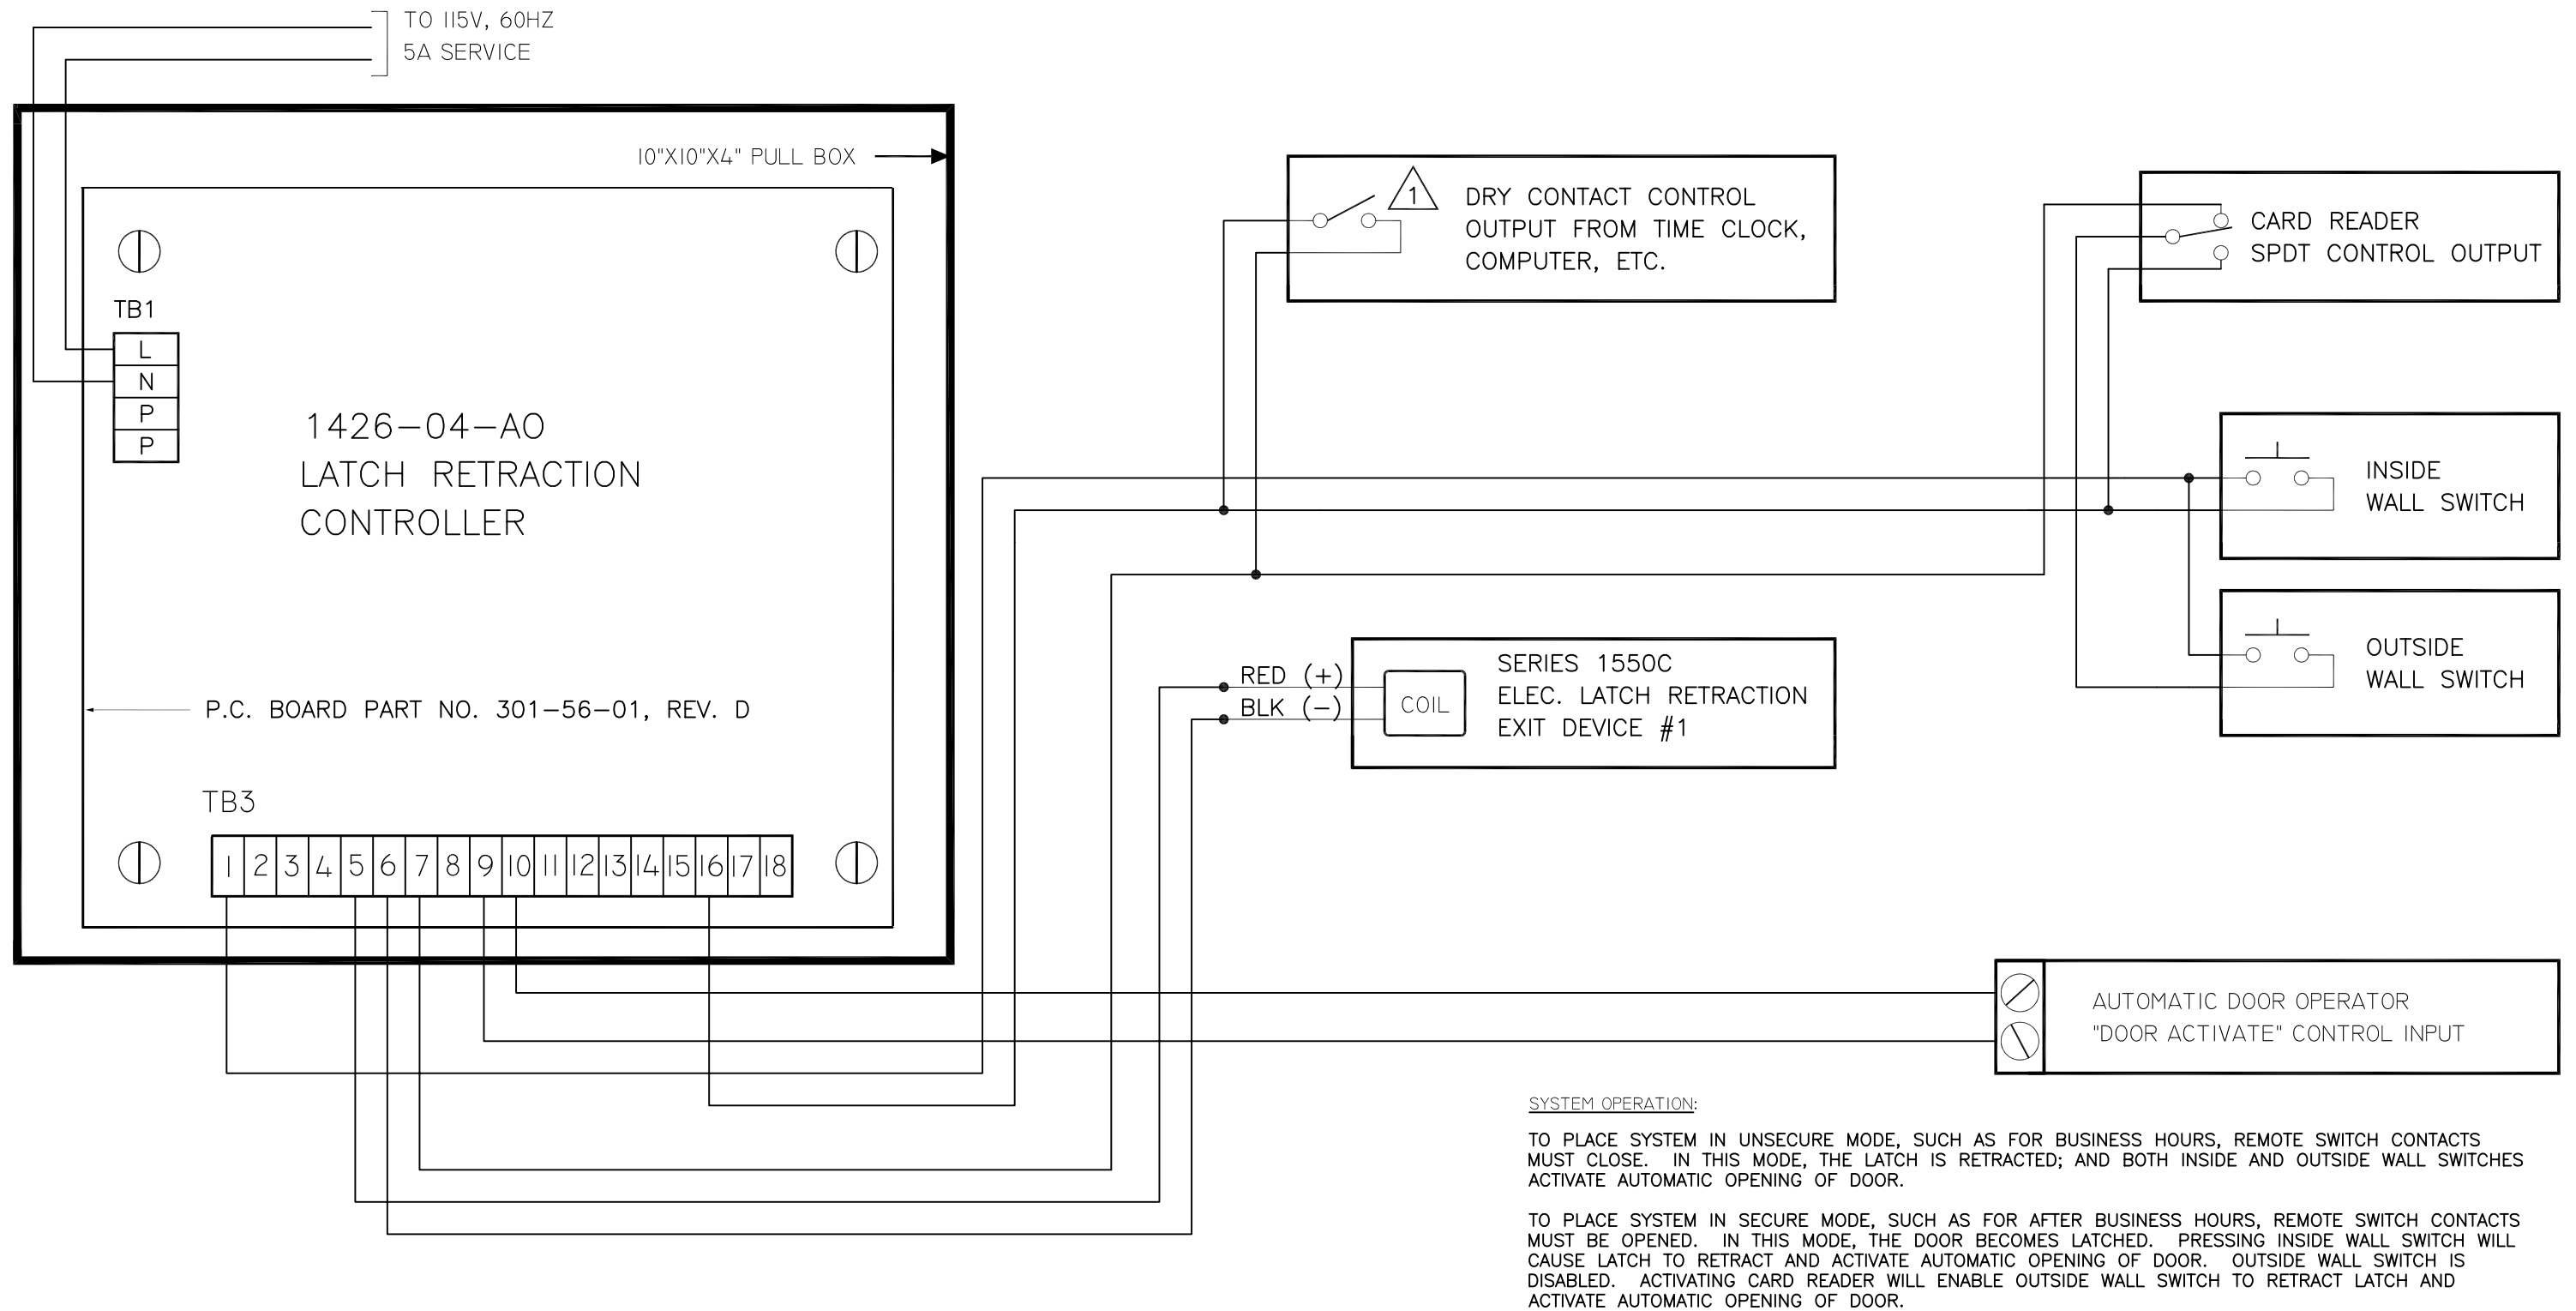 TO 115V, 60HZ
5A SERVICE
10"X10"X4" PULL BOX
TB1
L
N
P
P
1426-04-AO
LATCH RETRACTION
CONTROLLER
P.C. BOARD PART NO. 301-56-01, REV. D
TB3
1 2 3 4 5 6 7 8 9 10 11 12 13 14 15 16 17 18
1
DRY CONTACT CONTROL
OUTPUT FROM TIME CLOCK,
COMPUTER, ETC.
CARD READER
SPDT CONTROL OUTPUT
INSIDE
WALL SWITCH
OUTSIDE
WALL SWITCH
RED (+)
BLK (-)
COIL
SERIES 1550C
ELEC. LATCH RETRACTION
EXIT DEVICE #1
AUTOMATIC DOOR OPERATOR
"DOOR ACTIVATE" CONTROL INPUT
SYSTEM OPERATION:
TO PLACE SYSTEM IN UNSECURE MODE, SUCH AS FOR BUSINESS HOURS, REMOTE SWITCH CONTACTS
MUST CLOSE. IN THIS MODE, THE LATCH IS RETRACTED; AND BOTH INSIDE AND OUTSIDE WALL SWITCHES
ACTIVATE AUTOMATIC OPENING OF DOOR.
TO PLACE SYSTEM IN SECURE MODE, SUCH AS FOR AFTER BUSINESS HOURS, REMOTE SWITCH CONTACTS
MUST BE OPENED. IN THIS MODE, THE DOOR BECOMES LATCHED. PRESSING INSIDE WALL SWITCH WILL
CAUSE LATCH TO RETRACT AND ACTIVATE AUTOMATIC OPENING OF DOOR. OUTSIDE WALL SWITCH IS
DISABLED. ACTIVATING CARD READER WILL ENABLE OUTSIDE WALL SWITCH TO RETRACT LATCH AND
ACTIVATE AUTOMATIC OPENING OF DOOR.